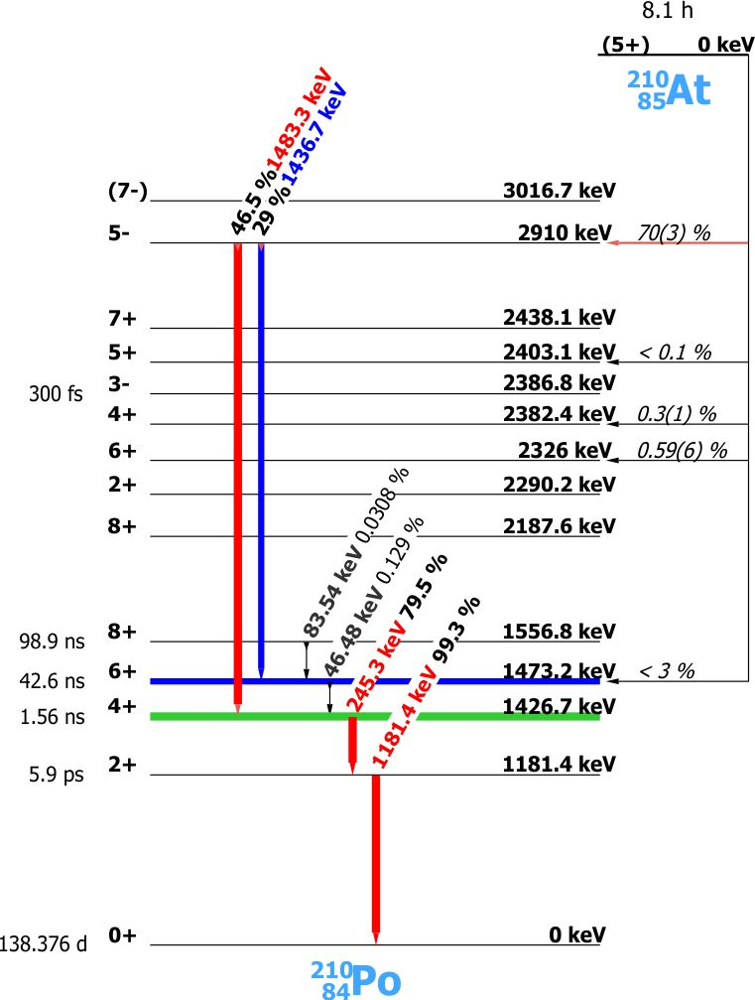 8.1 h
(5+) 0 keV
210
85At
46.5 % 1483.3 keV
29 % 1436.7 keV
(7-) 3016.7 keV
5- 2910 keV 70(3) %
7+ 2438.1 keV
5+ 2403.1 keV < 0.1 %
300 fs 3- 2386.8 keV
4+ 2382.4 keV 0.3(1) %
6+ 2326 keV 0.59(6) %
2+ 2290.2 keV
8+ 2187.6 keV
83.54 keV 0.0308 %
46.48 keV 0.129 %
245.3 keV 79.5 %
1181.4 keV 99.3 %
98.9 ns 8+ 1556.8 keV
42.6 ns 6+ 1473.2 keV < 3 %
1.56 ns 4+ 1426.7 keV
5.9 ps 2+ 1181.4 keV
138.376 d 0+ 0 keV
210
84Po